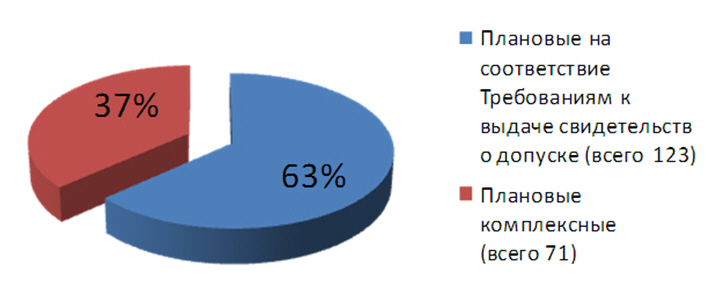 37%
63%
Плановые на
соответствие
Требованиям к
выдаче свидетельств
о допуске (всего 123)
Плановые
комплексные
(всего 71)